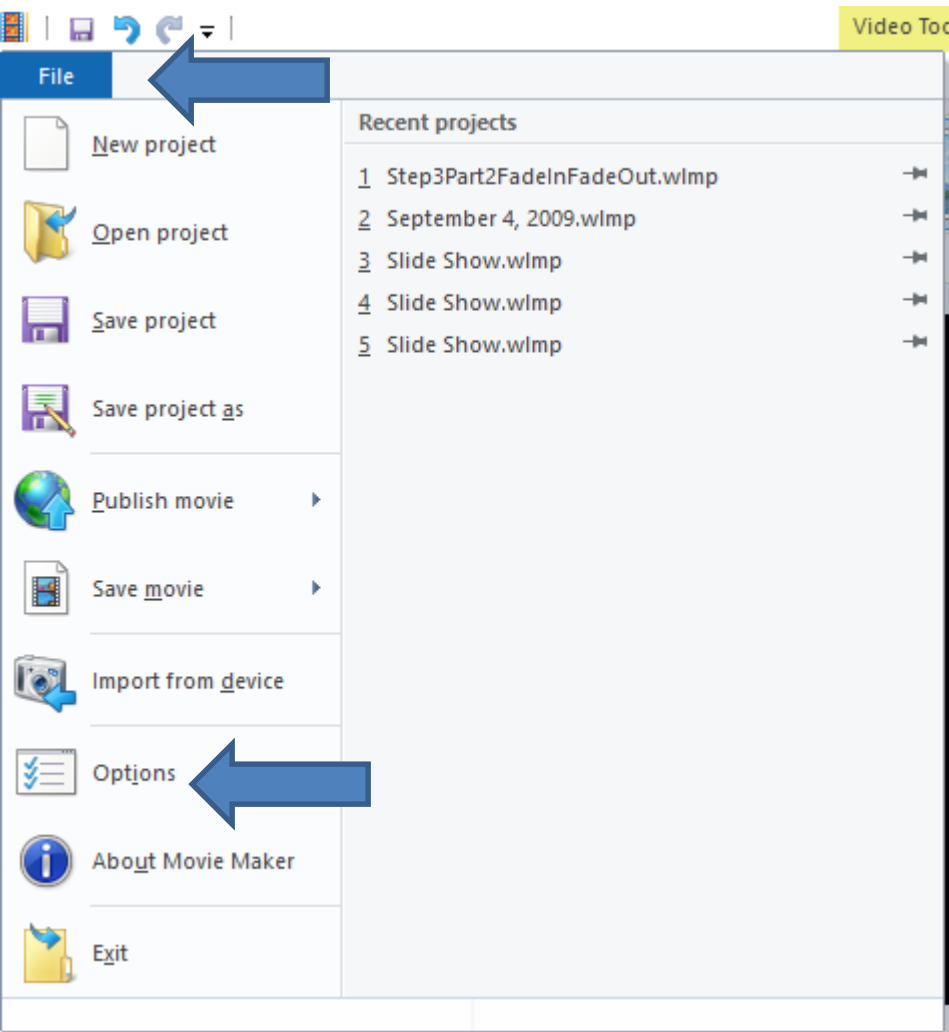 Video Too
File
New project
Open project
Save project
Save project as
Publish movie
Save movie
Import from device
Options
About Movie Maker
Exit
Recent projects
1 Step3Part2FadeInFadeOut.wlmp
2 September 4, 2009.wlmp
3 Slide Show.wlmp
4 Slide Show.wlmp
5 Slide Show.wlmp